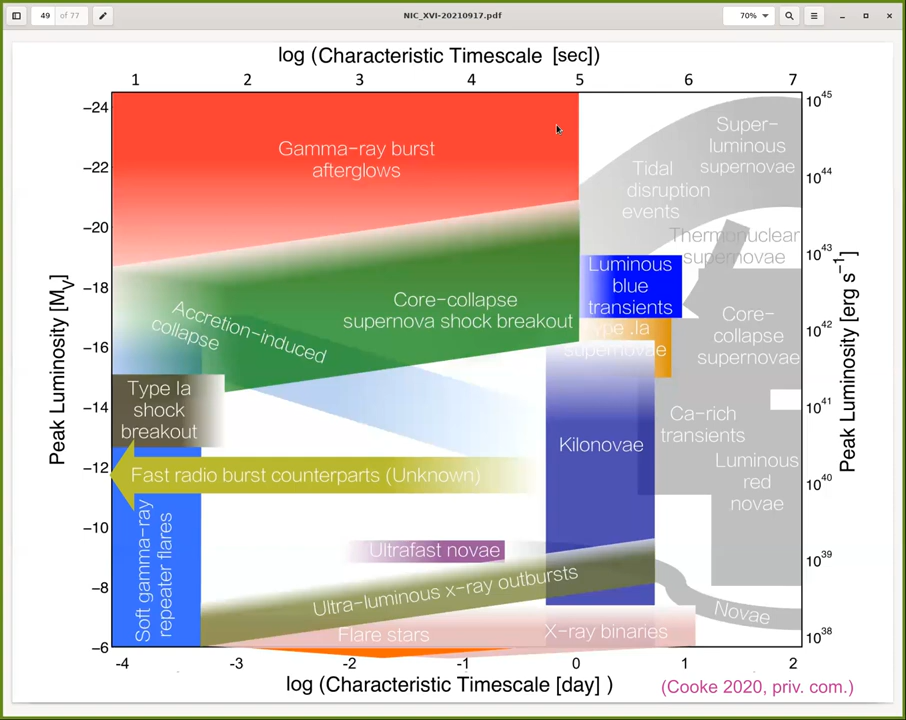 49
of 77
NIC_XVI-20210917.pdf
70%
log (Characteristic Timescale [sec])
1 2 3 4 5 6 7
−24
−22
−20
−18
−16
−14
−12
−10
−8
−6
Peak Luminosity [M_V]
10^45
10^44
10^43
10^42
10^41
10^40
10^39
10^38
Peak Luminosity [erg s^−1]
Gamma−ray burst
afterglows
Super−
luminous
supernovae
Tidal
disruption
events
Thermonuclear
supernovae
Luminous
blue
transients
Core−collapse
supernova shock breakout
Accretion−induced
collapse
Type .Ia
supernovae
Core−
collapse
supernovae
Type Ia
shock
breakout
Kilonovae
Ca−rich
transients
Luminous
red
novae
Fast radio burst counterparts (Unknown)
Soft gamma−ray
repeater flares
Ultrafast novae
Ultra−luminous x−ray outbursts
Novae
Flare stars
X−ray binaries
-4 -3 -2 -1 0 1 2
log (Characteristic Timescale [day] )
(Cooke 2020, priv. com.)